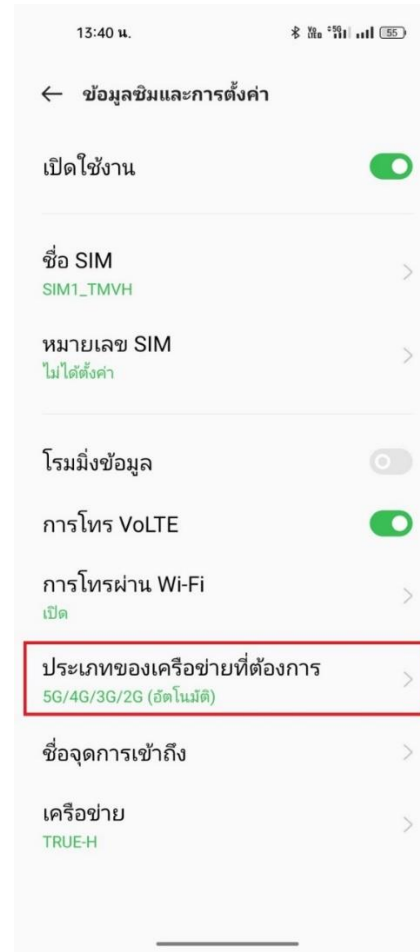 13:40 น.
55
ข้อมูลซิมและการตั้งค่า
เปิดใช้งาน
ชื่อ SIM
SIM1_TMVH
หมายเลข SIM
ไม่ได้ตั้งค่า
โรมมิ่งข้อมูล
การโทร VoLTE
การโทรผ่าน Wi-Fi
เปิด
ประเภทของเครือข่ายที่ต้องการ
5G/4G/3G/2G (อัตโนมัติ)
ชื่อจุดการเข้าถึง
เครือข่าย
TRUE-H